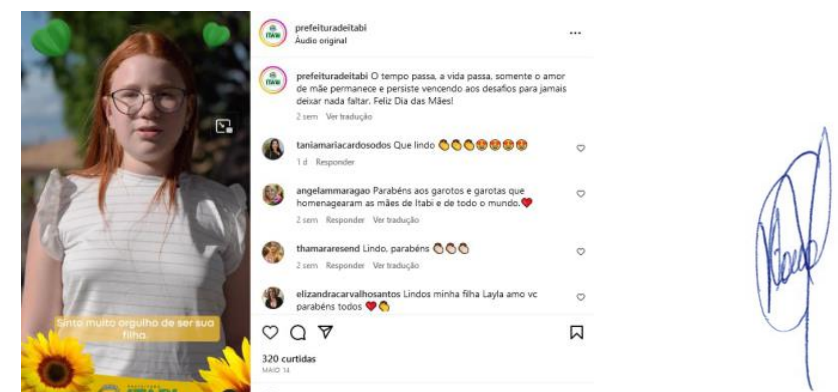 prefeituradeitabi
Áudio original
prefeituradeitabi O tempo passa, a vida passa, somente o amor
de mãe permanece e persiste vencendo aos desafios para jamais
deixar nada faltar. Feliz Dia das Mães!
2 sem Ver tradução
taniamariacardosodos Que lindo 👏👏👏😍😍😍😍
1 d Responder
angelammaragao Parabéns aos garotos e garotas que
homenagearam as mães de Itabi e de todo o mundo.❤️
2 sem Responder Ver tradução
thamararesend Lindo, parabéns 👏🏻👏🏻👏🏻
2 sem Responder Ver tradução
elizandracarvalhosantos Lindos minha filha Layla amo vc
parabéns todos ❤️👏
320 curtidas
MAIO 14
Sinto muito orgulho de ser sua
filha.
PREFEITURA
ITABI